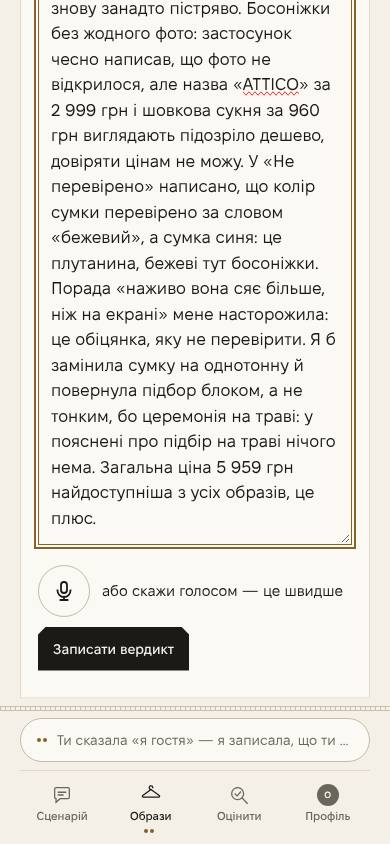 знову занадто пістряво. Босоніжки
без жодного фото: застосунок
чесно написав, що фото не
відкрилося, але назва «ATTICO» за
2 999 грн і шовкова сукня за 960
грн виглядають підозріло дешево,
довіряти цінам не можу. У «Не
перевірено» написано, що колір
сумки перевірено за словом
«бежевий», а сумка синя: це
плутанина, бежеві тут босоніжки.
Порада «наживо вона сяє більше,
ніж на екрані» мене насторожила:
це обіцянка, яку не перевірити. Я б
замінила сумку на однотонну й
повернула підбор блоком, а не
тонким, бо церемонія на траві: у
пояснені про підбір на траві нічого
нема. Загальна ціна 5 959 грн
найдоступніша з усіх образів, це
плюс.
або скажи голосом — це швидше
Записати вердикт
Ти сказала «я гостя» — я записала, що ти ...
Сценарій
Образи
Оцінити
О
Профіль